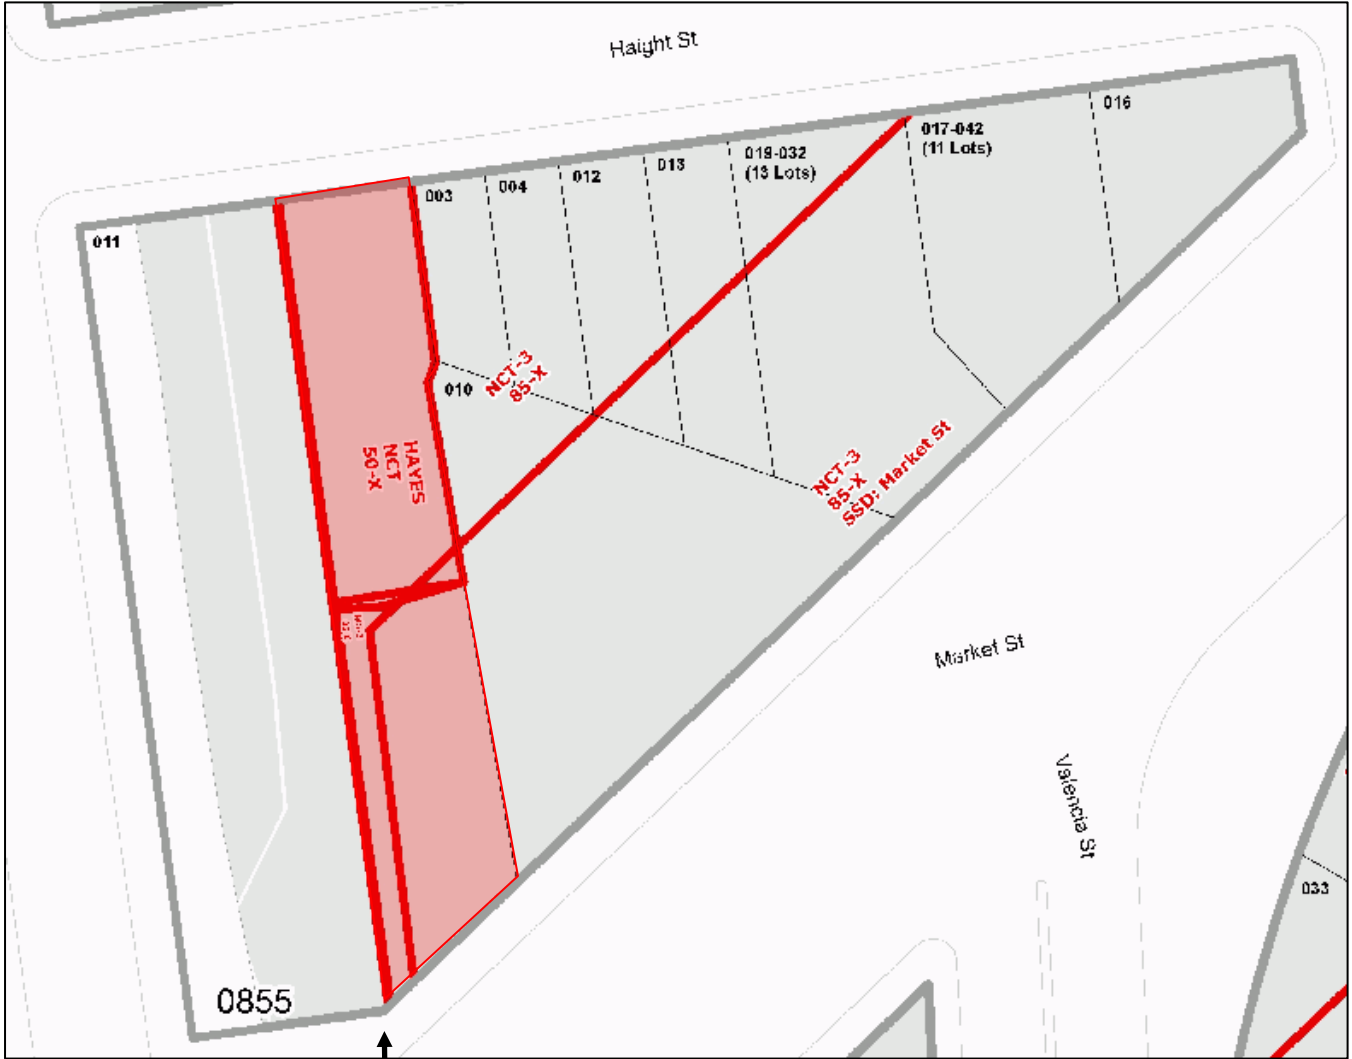 Haight St
016
017-042
(11 Lots)
019-032
(13 Lots)
013
012
004
003
011
NCT-3
85-X
010
HAYES
NCT
50-X
NCT-3
85-X
SSD: Market St
Market St
Valencia St
033
0855